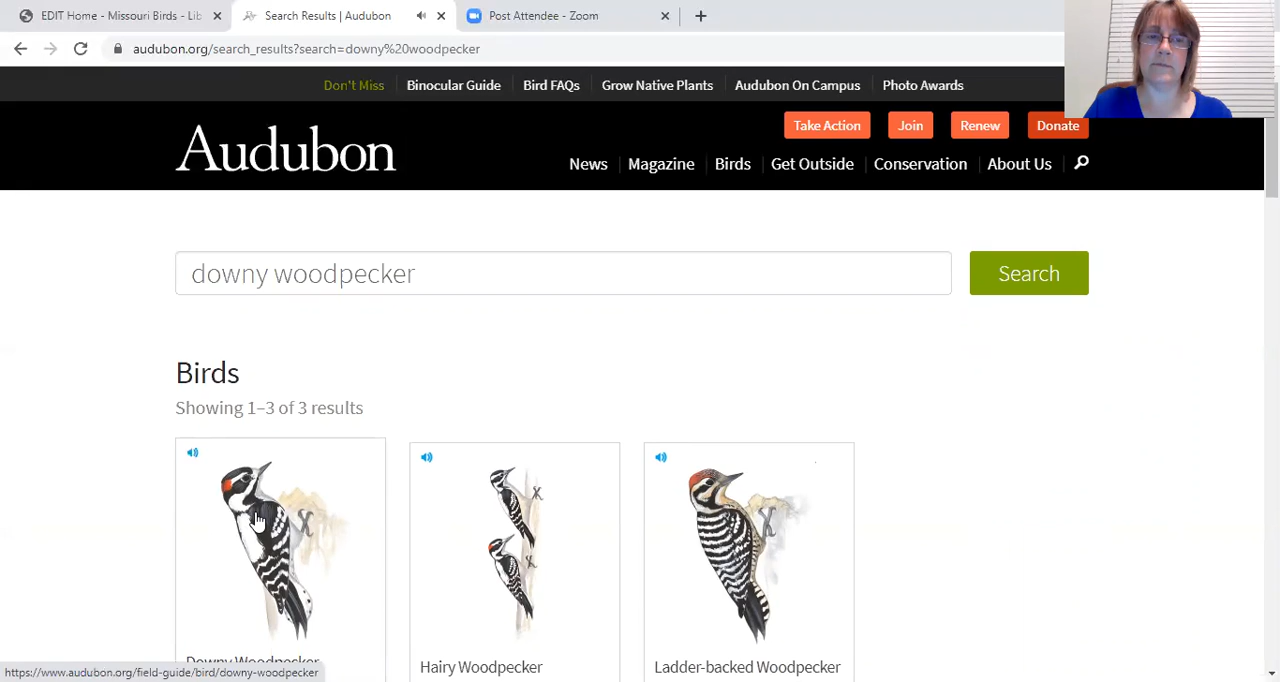 EDIT Home - Missouri Birds - Lib
Search Results | Audubon
Post Attendee - Zoom
audubon.org/search_results?search=downy%20woodpecker
Don't Miss
Binocular Guide
Bird FAQs
Grow Native Plants
Audubon On Campus
Photo Awards
Take Action
Join
Renew
Donate
Audubon
News
Magazine
Birds
Get Outside
Conservation
About Us
downy woodpecker
Search
Birds
Showing 1–3 of 3 results
Downy Woodpecker
Hairy Woodpecker
Ladder-backed Woodpecker
https://www.audubon.org/field-guide/bird/downy-woodpecker